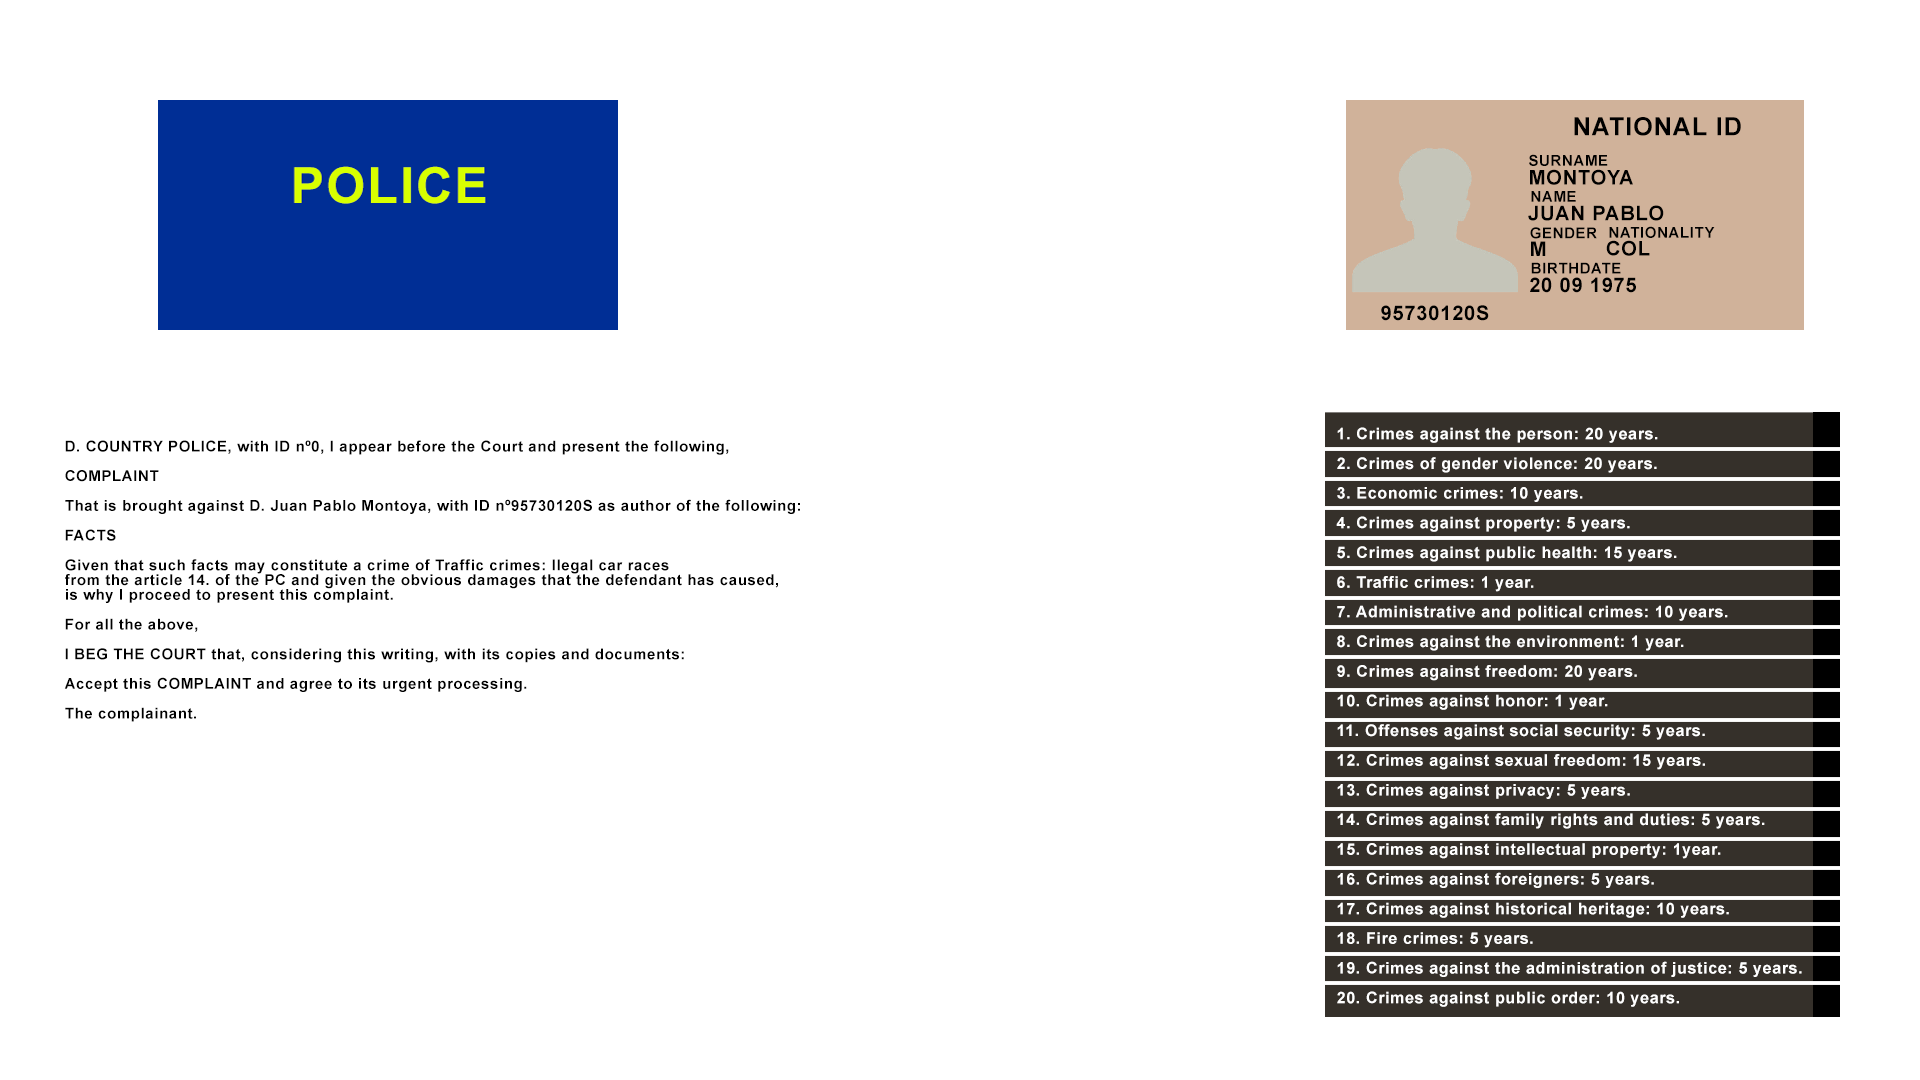 POLICE
NATIONAL ID
SURNAME
MONTOYA
NAME
JUAN PABLO
GENDER NATIONALITY
M COL
BIRTHDATE
20 09 1975
95730120S
D. COUNTRY POLICE, with ID nº0, I appear before the Court and present the following,
COMPLAINT
That is brought against D. Juan Pablo Montoya, with ID nº95730120S as author of the following:
FACTS
Given that such facts may constitute a crime of Traffic crimes: Ilegal car races
from the article 14. of the PC and given the obvious damages that the defendant has caused,
is why I proceed to present this complaint.
For all the above,
I BEG THE COURT that, considering this writing, with its copies and documents:
Accept this COMPLAINT and agree to its urgent processing.
The complainant.
1. Crimes against the person: 20 years.
2. Crimes of gender violence: 20 years.
3. Economic crimes: 10 years.
4. Crimes against property: 5 years.
5. Crimes against public health: 15 years.
6. Traffic crimes: 1 year.
7. Administrative and political crimes: 10 years.
8. Crimes against the environment: 1 year.
9. Crimes against freedom: 20 years.
10. Crimes against honor: 1 year.
11. Offenses against social security: 5 years.
12. Crimes against sexual freedom: 15 years.
13. Crimes against privacy: 5 years.
14. Crimes against family rights and duties: 5 years.
15. Crimes against intellectual property: 1year.
16. Crimes against foreigners: 5 years.
17. Crimes against historical heritage: 10 years.
18. Fire crimes: 5 years.
19. Crimes against the administration of justice: 5 years.
20. Crimes against public order: 10 years.